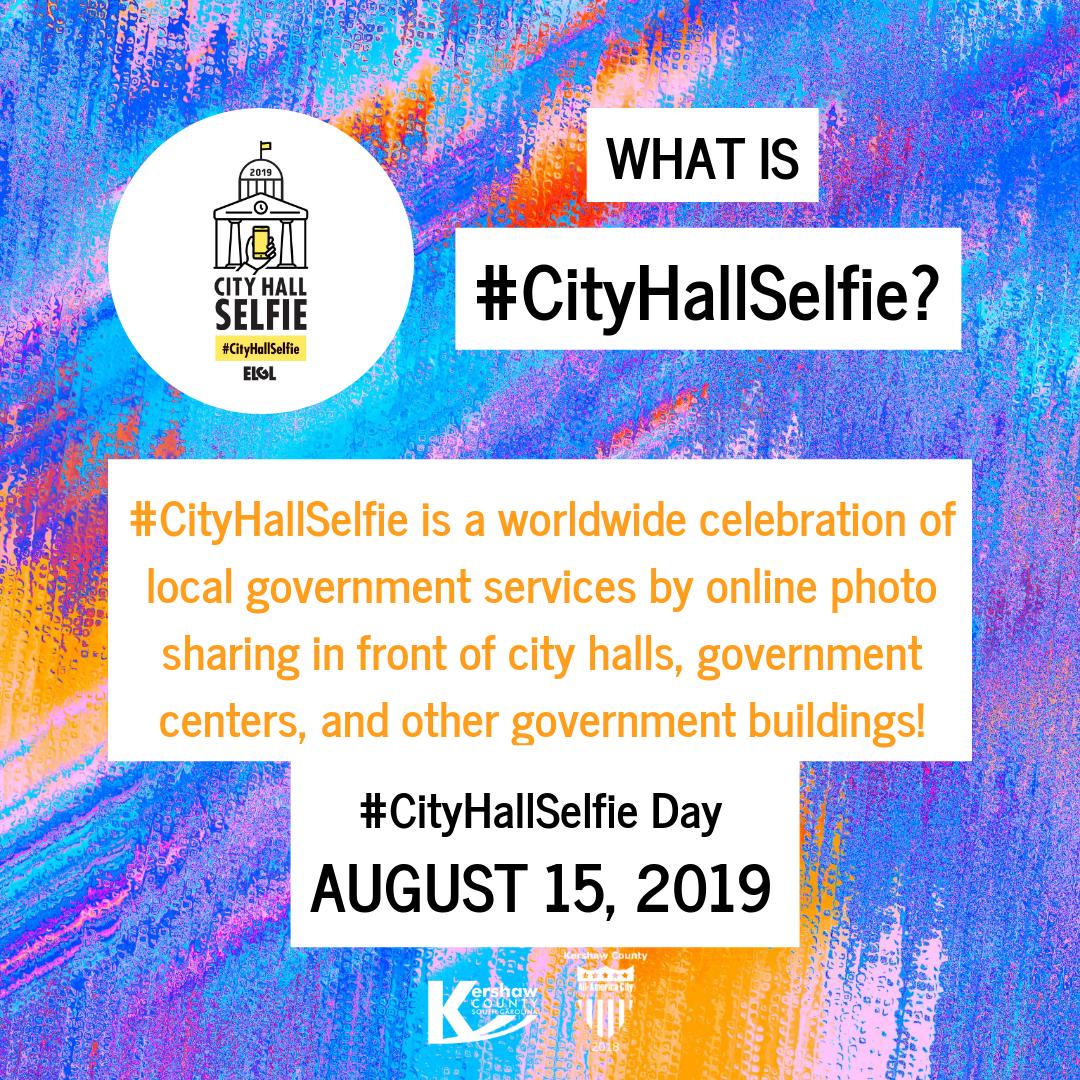 2019
CITY HALL
SELFIE
#CityHallSelfie
ELGL
WHAT IS
#CityHallSelfie?
#CityHallSelfie is a worldwide celebration of
local government services by online photo
sharing in front of city halls, government
centers, and other government buildings!
#CityHallSelfie Day
AUGUST 15, 2019
Kershaw
COUNTY
SOUTH CAROLINA
Kershaw County
All-America City
2018